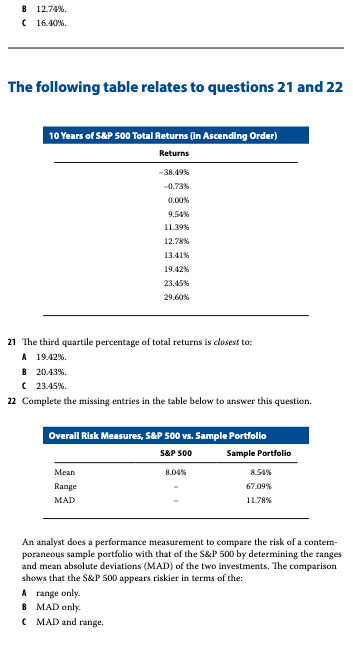 B 12.74%.
C 16.40%.
The following table relates to questions 21 and 22
10 Years of S&P 500 Total Returns (in Ascending Order)
Returns
–38.49%
–0.73%
0.00%
9.54%
11.39%
12.78%
13.41%
19.42%
23.45%
29.60%
21 The third quartile percentage of total returns is closest to:
A 19.42%.
B 20.43%.
C 23.45%.
22 Complete the missing entries in the table below to answer this question.
Overall Risk Measures, S&P 500 vs. Sample Portfolio
S&P 500 Sample Portfolio
Mean 8.04% 8.54%
Range – 67.09%
MAD – 11.78%
An analyst does a performance measurement to compare the risk of a contem-
poraneous sample portfolio with that of the S&P 500 by determining the ranges
and mean absolute deviations (MAD) of the two investments. The comparison
shows that the S&P 500 appears riskier in terms of the:
A range only.
B MAD only.
C MAD and range.